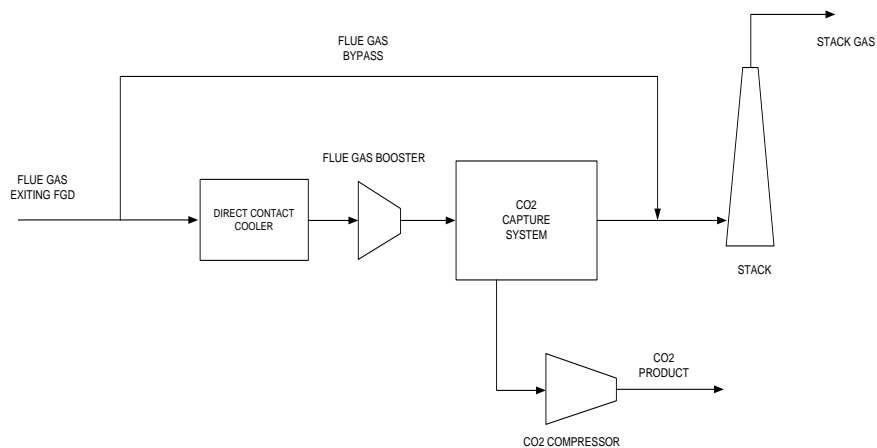 FLUE GAS
BYPASS
STACK GAS
FLUE GAS BOOSTER
FLUE GAS
EXITING FGD
DIRECT CONTACT
COOLER
CO2
CAPTURE
SYSTEM
STACK
CO2
PRODUCT
CO2 COMPRESSOR